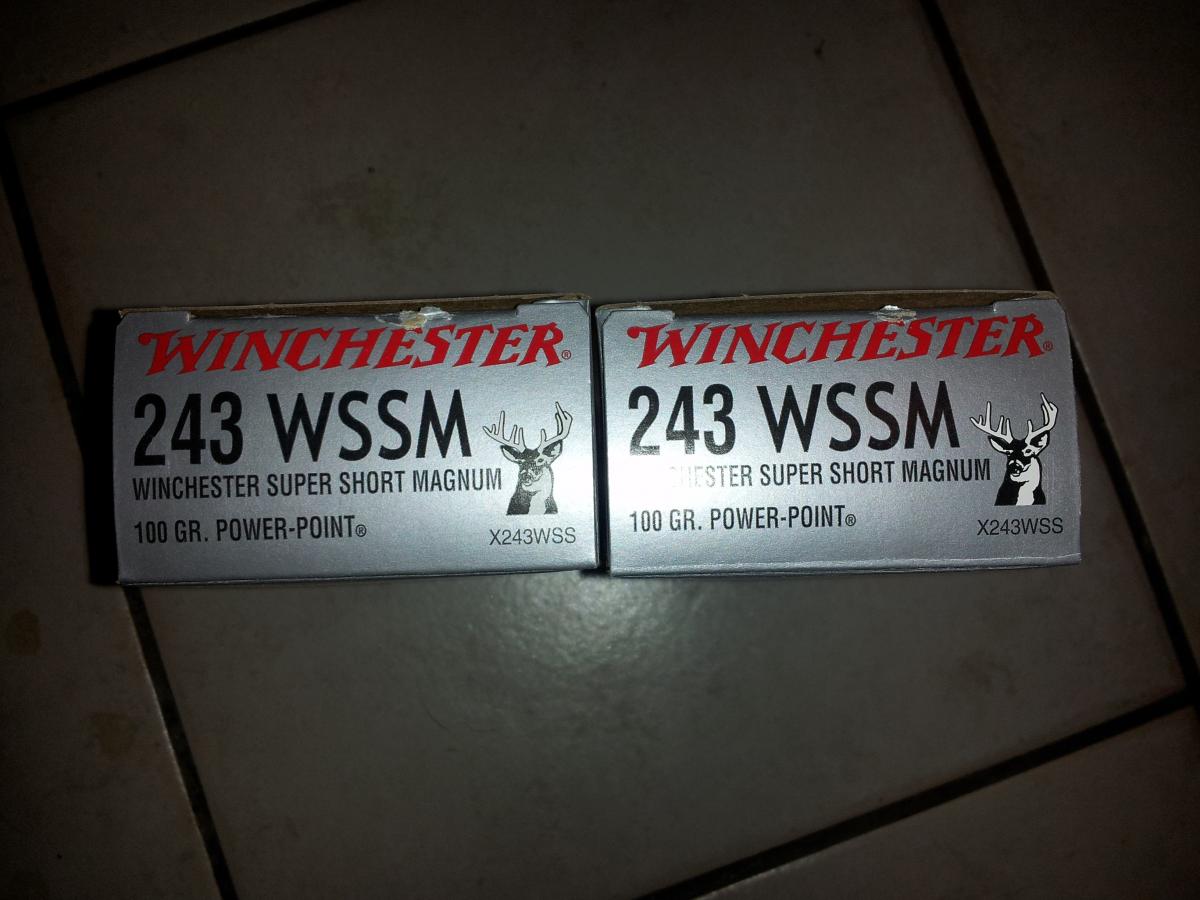 WINCHESTER®
243 WSSM
WINCHESTER SUPER SHORT MAGNUM
100 GR. POWER-POINT®
X243WSS
WINCHESTER®
243 WSSM
HESTER SUPER SHORT MAGNUM
100 GR. POWER-POINT®
X243WSS